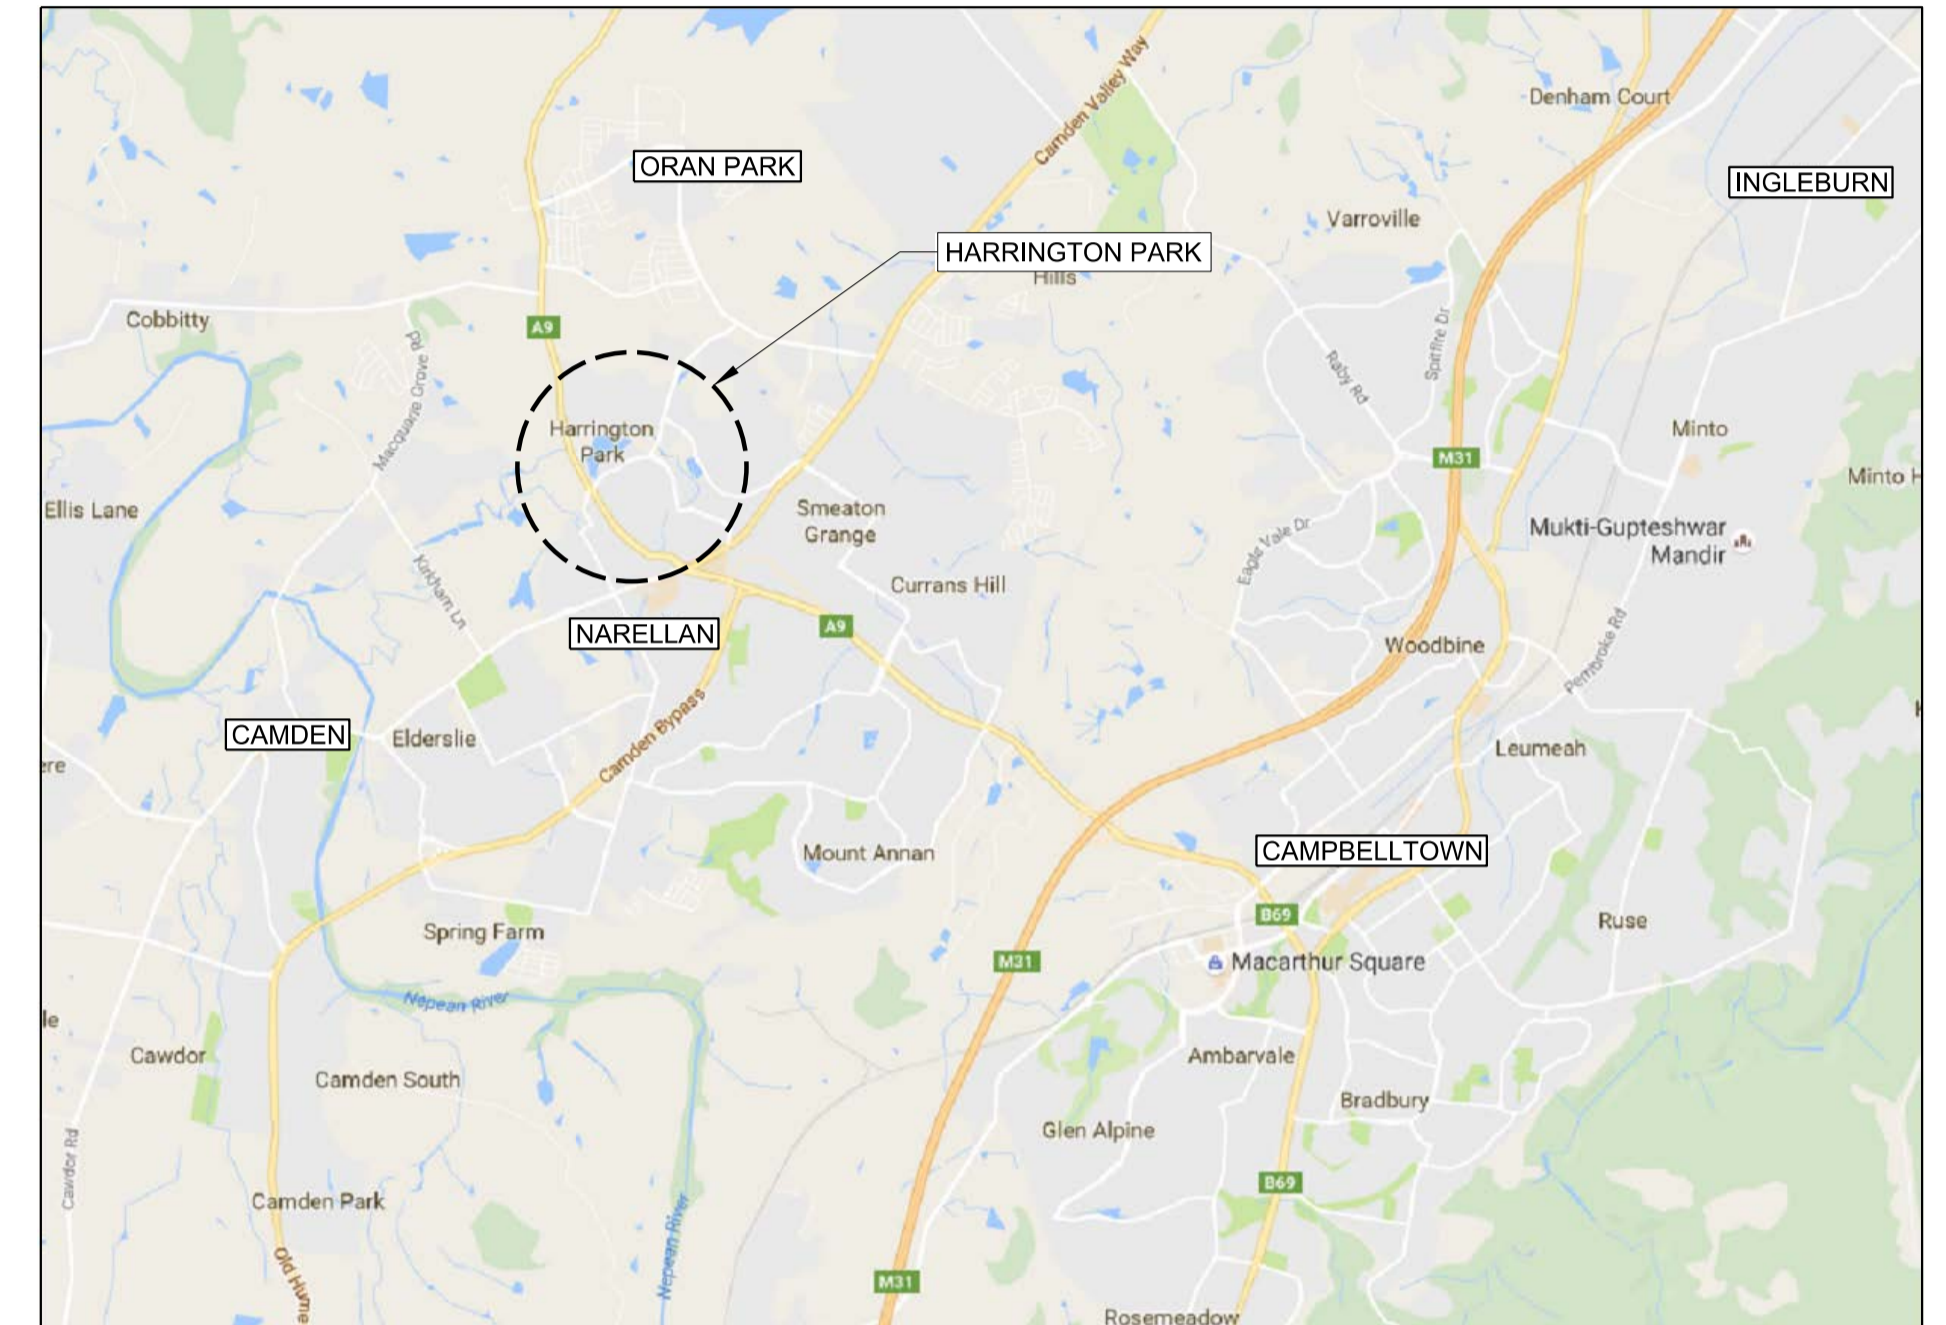 Denham Court
ORAN PARK
Camden Valley Way
INGLEBURN
Varroville
HARRINGTON PARK
Hills
Cobbitty
A9
Macquarie Grove Rd
Raby Rd
Spitfire Dr
Harrington
Park
Minto
M31
Minto H
Ellis Lane
Smeaton
Grange
Mukti-Gupteshwar
Mandir
Eagle Vale Dr
Kirkham Ln
Currans Hill
NARELLAN
A9
Woodbine
Pembroke Rd
CAMDEN
Elderslie
Camden Bypass
Leumeah
ere
Mount Annan
CAMPBELLTOWN
B69
Ruse
Spring Farm
M31
Macarthur Square
Nepean River
le
Cawdor
Camden South
Ambarvale
Bradbury
Glen Alpine
Cawdor Rd
B69
Camden Park
Nepean River
Old Hume
M31
Rosemeadow